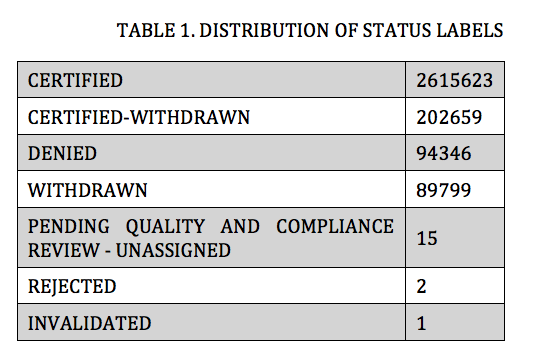 TABLE 1. DISTRIBUTION OF STATUS LABELS
CERTIFIED 2615623
CERTIFIED-WITHDRAWN 202659
DENIED 94346
WITHDRAWN 89799
PENDING QUALITY AND COMPLIANCE
REVIEW - UNASSIGNED 15
REJECTED 2
INVALIDATED 1